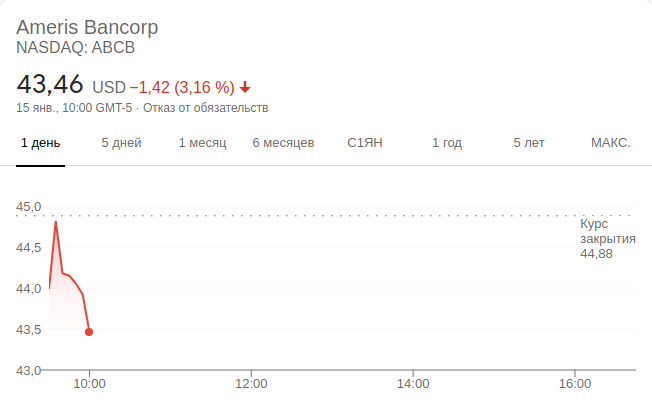 Ameris Bancorp
NASDAQ: ABCB
43,46 USD −1,42 (3,16 %)
15 янв., 10:00 GMT-5 · Отказ от обязательств
1 день 5 дней 1 месяц 6 месяцев С1ЯН 1 год 5 лет МАКС.
45,0
Курс
закрытия
44,88
44,5
44,0
43,5
43,0
10:00 12:00 14:00 16:00